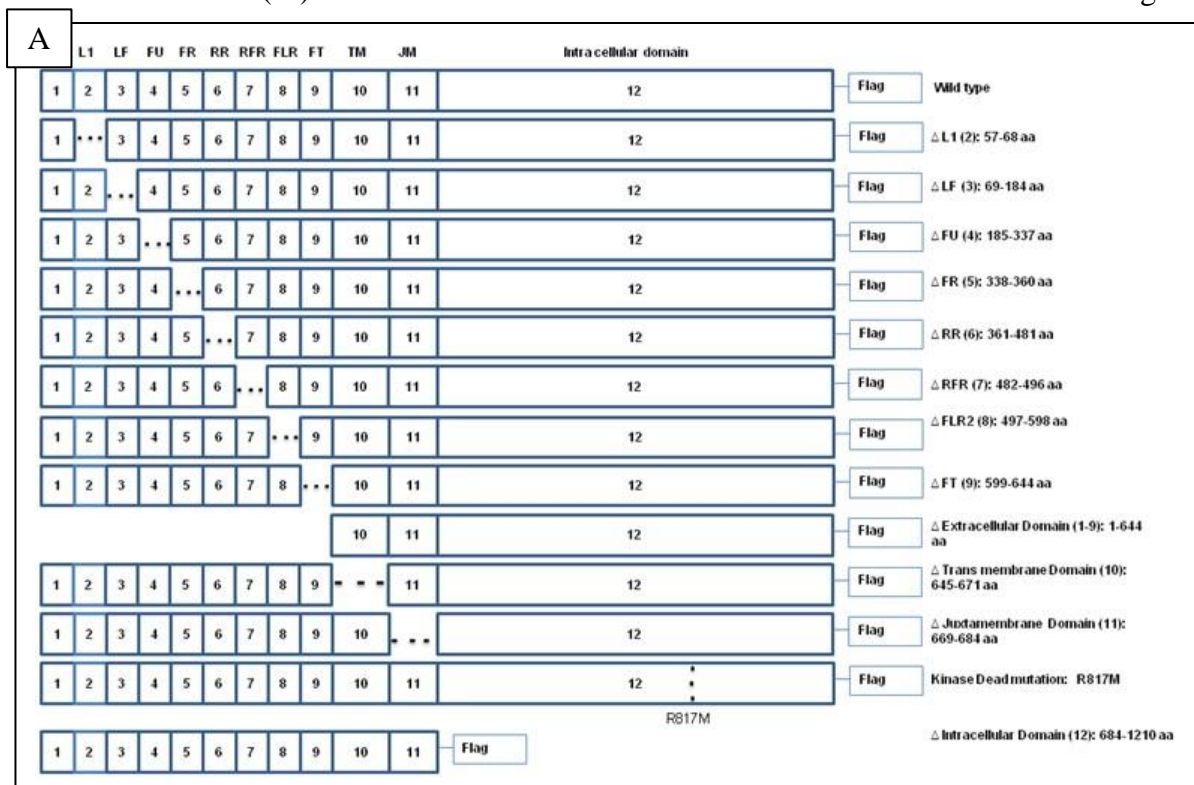 A
L1 LF FU FR RR RFR FLR FT TM JM Intracellular domain
1 2 3 4 5 6 7 8 9 10 11 12 Flag Wild type
1 ... 3 4 5 6 7 8 9 10 11 12 Flag Δ L1 (2): 57-68 aa
1 2 ... 4 5 6 7 8 9 10 11 12 Flag Δ LF (3): 69-184 aa
1 2 3 ... 5 6 7 8 9 10 11 12 Flag Δ FU (4): 185-337 aa
1 2 3 4 ... 6 7 8 9 10 11 12 Flag Δ FR (5): 338-360 aa
1 2 3 4 5 ... 7 8 9 10 11 12 Flag Δ RR (6): 361-481 aa
1 2 3 4 5 6 ... 8 9 10 11 12 Flag Δ RFR (7): 482-496 aa
1 2 3 4 5 6 7 ... 9 10 11 12 Flag Δ FLR2 (8): 497-598 aa
1 2 3 4 5 6 7 8 ... 10 11 12 Flag Δ FT (9): 599-644 aa
10 11 12 Flag Δ Extracellular Domain (1-9): 1-644
aa
1 2 3 4 5 6 7 8 9 - - - 11 12 Flag Δ Trans membrane Domain (10):
645-671 aa
1 2 3 4 5 6 7 8 9 10 ... 12 Flag Δ Juxtamembrane Domain (11):
669-684 aa
1 2 3 4 5 6 7 8 9 10 11 12 Flag Kinase Dead mutation: R817M
R817M
1 2 3 4 5 6 7 8 9 10 11 Flag Δ Intracellular Domain (12): 684-1210 aa